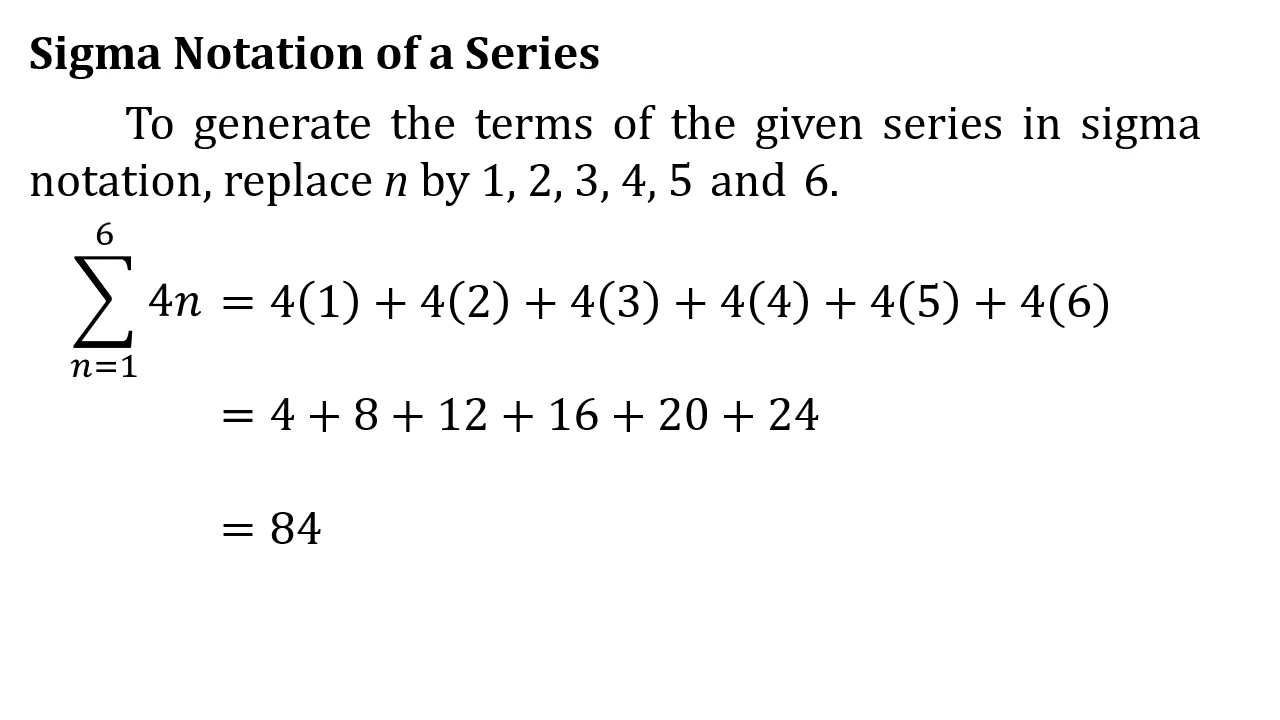 Sigma Notation of a Series
To generate the terms of the given series in sigma
notation, replace n by 1, 2, 3, 4, 5 and 6.
6
∑ 4n = 4(1) + 4(2) + 4(3) + 4(4) + 4(5) + 4(6)
n=1
= 4 + 8 + 12 + 16 + 20 + 24
= 84